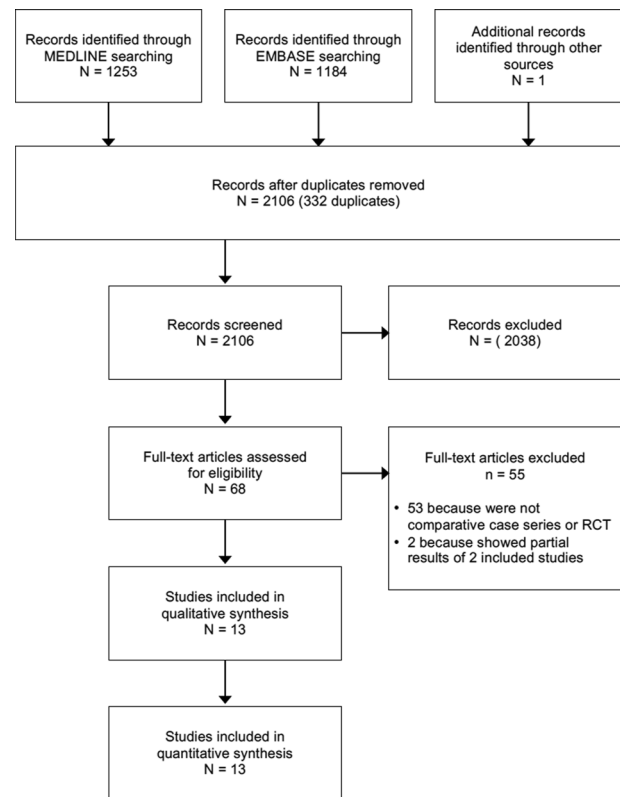 Records identified through
MEDLINE searching
N = 1253
Records identified through
EMBASE searching
N = 1184
Additional records
identified through other
sources
N = 1
Records after duplicates removed
N = 2106 (332 duplicates)
Records screened
N = 2106
Records excluded
N = ( 2038)
Full-text articles assessed
for eligibility
N = 68
Full-text articles excluded
n = 55
• 53 because were not
comparative case series or RCT
• 2 because showed partial
results of 2 included studies
Studies included in
qualitative synthesis
N = 13
Studies included in
quantitative synthesis
N = 13